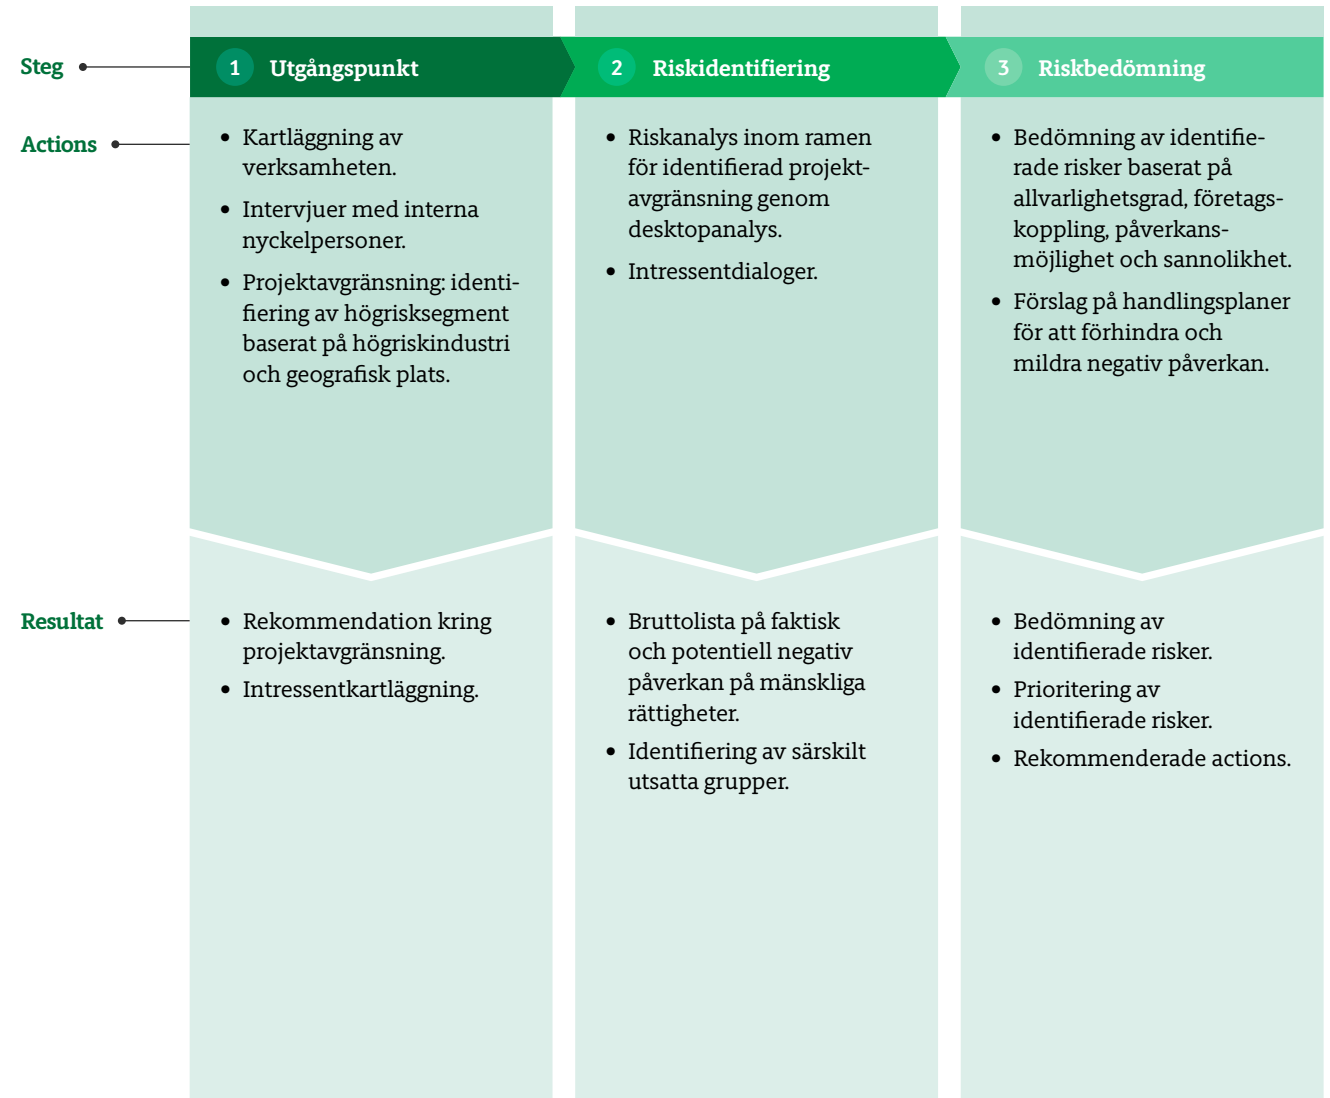 Steg
1 Utgångspunkt
2 Riskidentifiering
3 Riskbedömning
Actions
• Kartläggning av
verksamheten.
• Intervjuer med interna
nyckelpersoner.
• Projektavgränsning: identi-
fiering av högrisksegment
baserat på högriskindustri
och geografisk plats.
• Riskanalys inom ramen
för identifierad projekt-
avgränsning genom
desktopanalys.
• Intressentdialoger.
• Bedömning av identifie-
rade risker baserat på
allvarlighetsgrad, företags-
koppling, påverkans-
möjlighet och sannolikhet.
• Förslag på handlingsplaner
för att förhindra och
mildra negativ påverkan.
Resultat
• Rekommendation kring
projektavgränsning.
• Intressentkartläggning.
• Bruttolista på faktisk
och potentiell negativ
påverkan på mänskliga
rättigheter.
• Identifiering av särskilt
utsatta grupper.
• Bedömning av
identifierade risker.
• Prioritering av
identifierade risker.
• Rekommenderade actions.